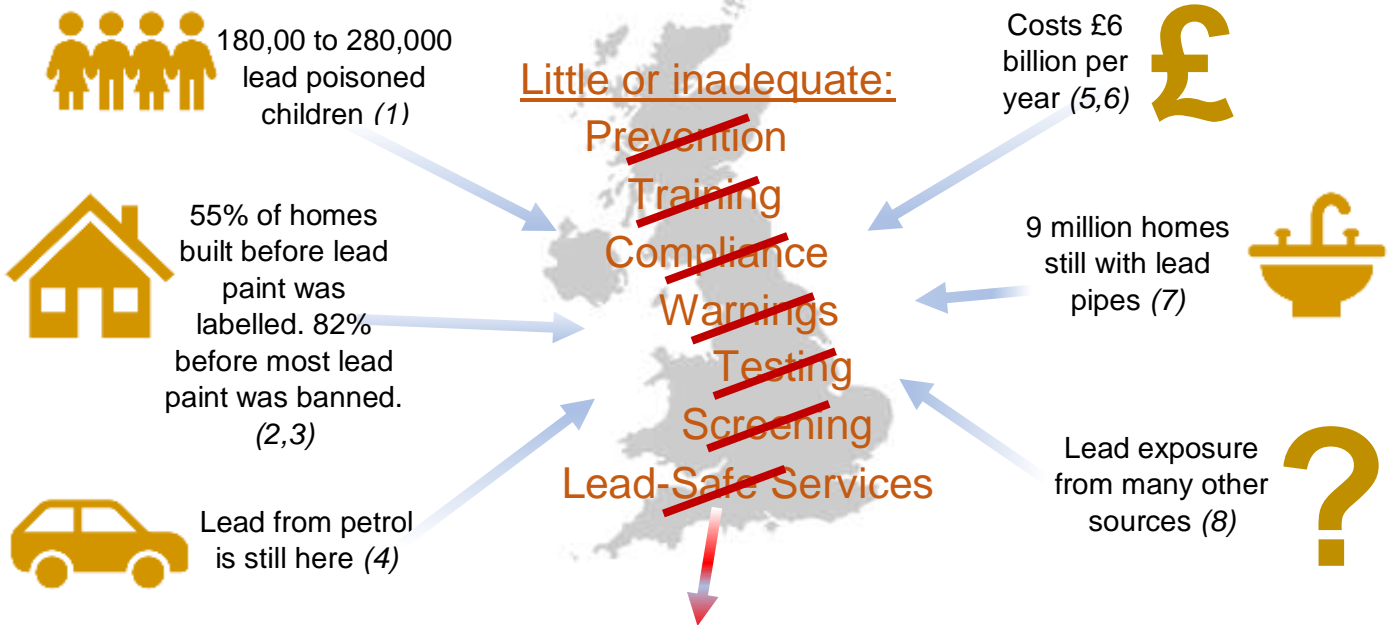 180,00 to 280,000
lead poisoned
children (1)
55% of homes
built before lead
paint was
labelled. 82%
before most lead
paint was banned.
(2,3)
Lead from petrol
is still here (4)
Little or inadequate:
Prevention
Training
Compliance
Warnings
Testing
Screening
Lead-Safe Services
Costs £6
billion per
year (5,6)
£
9 million homes
still with lead
pipes (7)
Lead exposure
from many other
sources (8)
?